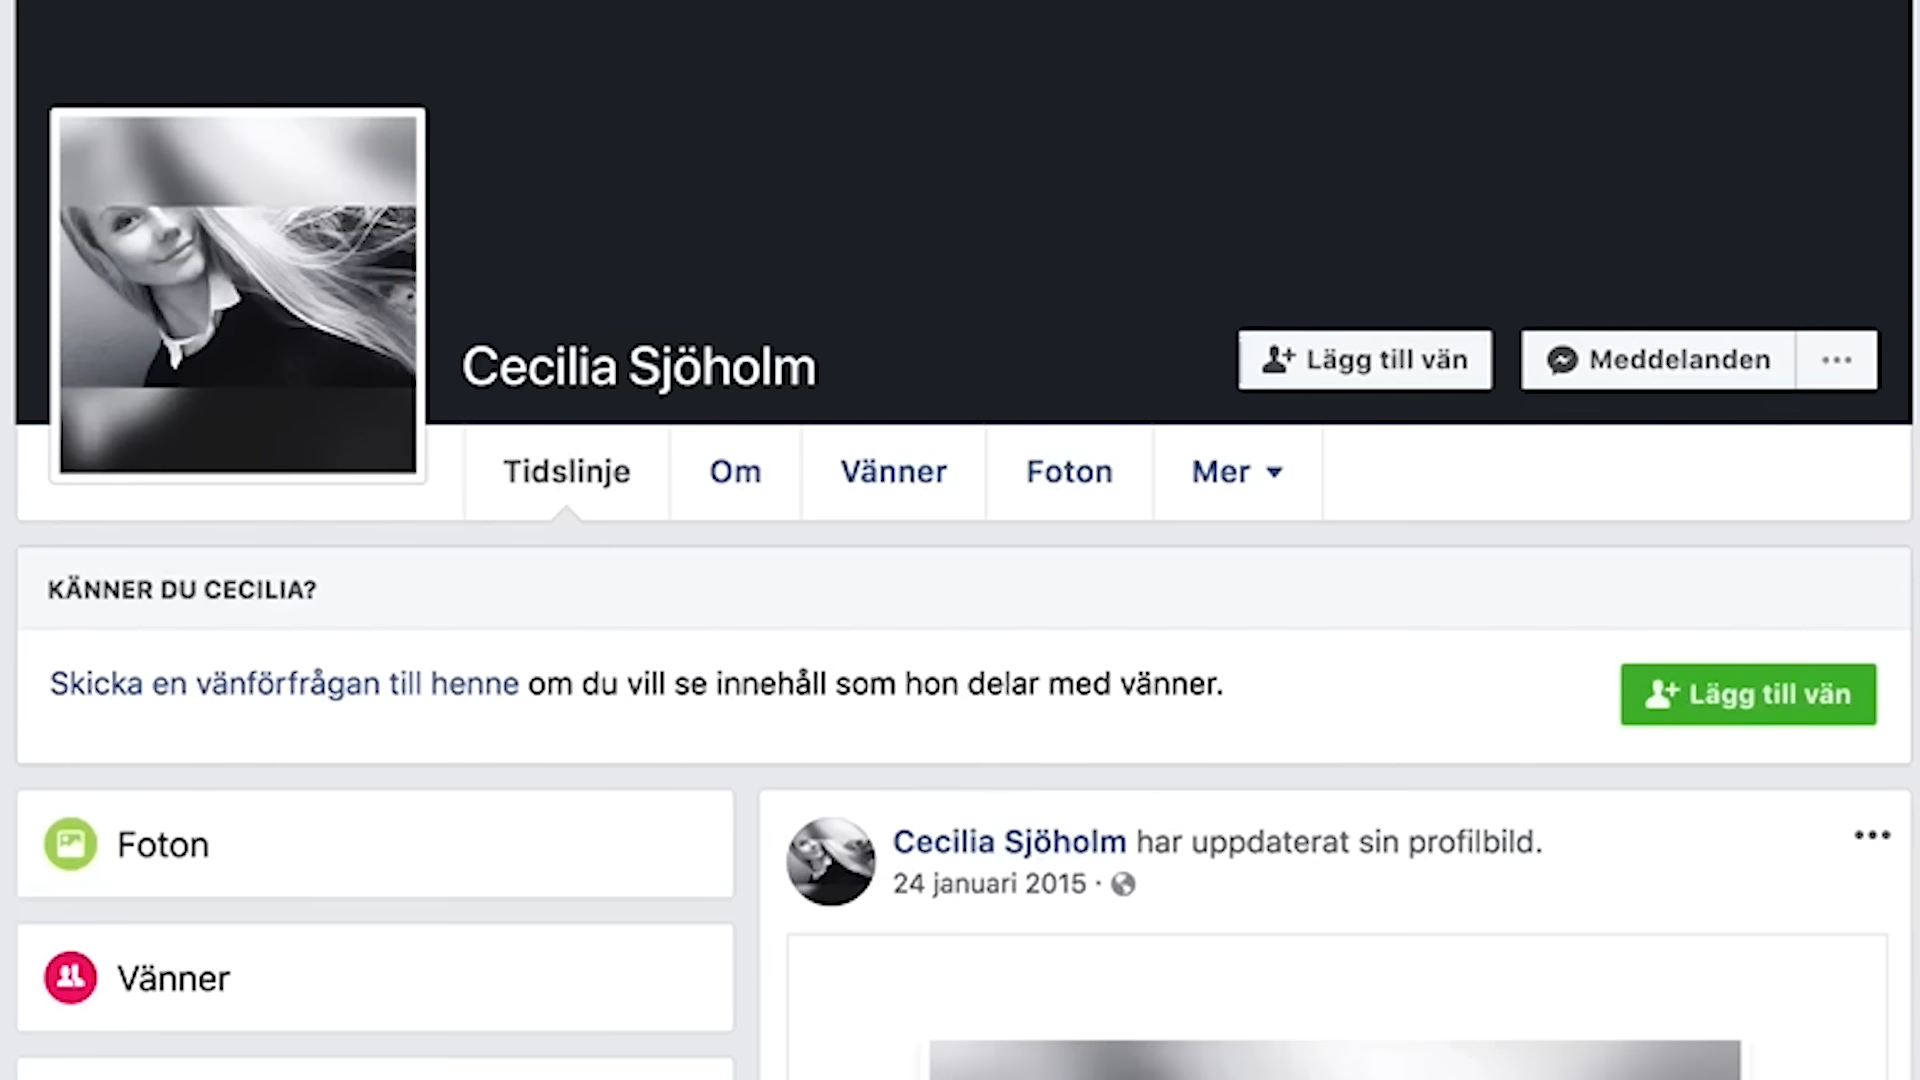 Cecilia Sjöholm
Lägg till vän
Meddelanden
Tidslinje
Om
Vänner
Foton
Mer
KÄNNER DU CECILIA?
Skicka en vänförfrågan till henne om du vill se innehåll som hon delar med vänner.
Lägg till vän
Foton
Vänner
Cecilia Sjöholm har uppdaterat sin profilbild.
24 januari 2015 ·